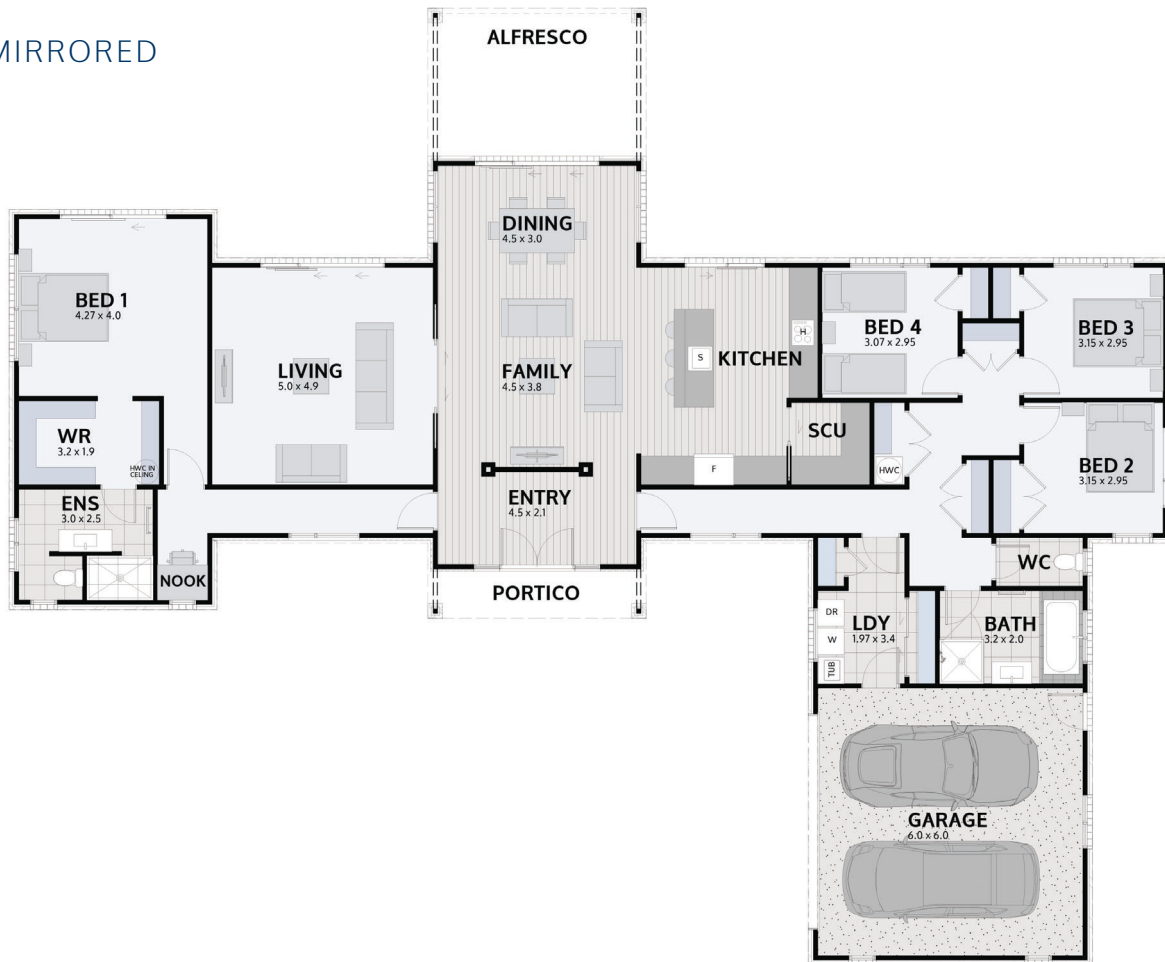 MIRRORED
ALFRESCO
DINING
4.5 x 3.0
BED 1
4.27 x 4.0
LIVING
5.0 x 4.9
FAMILY
4.5 x 3.8
S
KITCHEN
H
BED 4
3.07 x 2.95
BED 3
3.15 x 2.95
WR
3.2 x 1.9
HWC IN
CELING
SCU
F
HWC
BED 2
3.15 x 2.95
ENS
3.0 x 2.5
ENTRY
4.5 x 2.1
NOOK
PORTICO
WC
DR
W
TUB
LDY
1.97 x 3.4
BATH
3.2 x 2.0
GARAGE
6.0 x 6.0